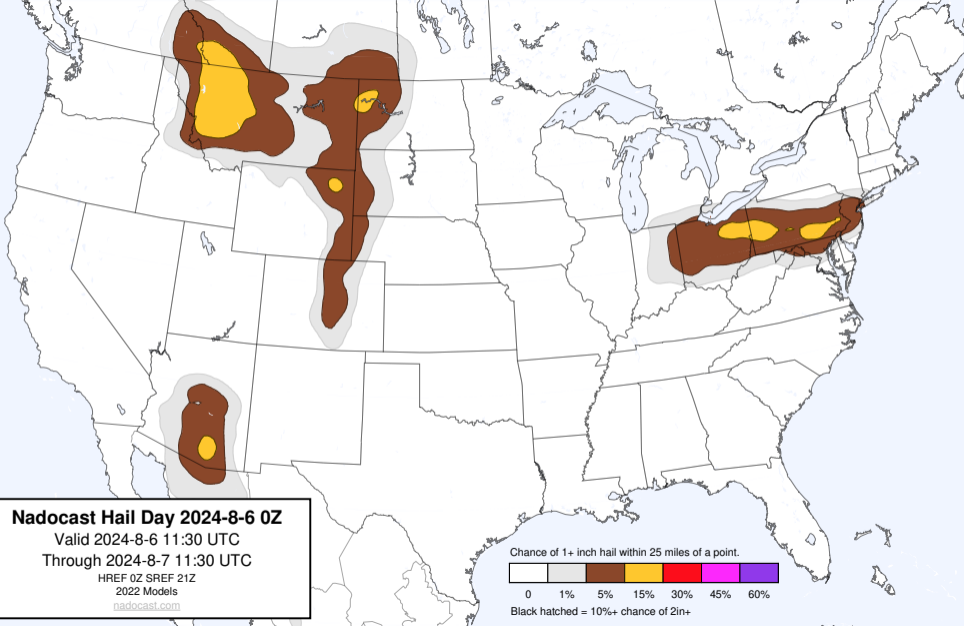 Nadocast Hail Day 2024-8-6 0Z
Valid 2024-8-6 11:30 UTC
Through 2024-8-7 11:30 UTC
HREF 0Z SREF 21Z
2022 Models
nadocast.com
Chance of 1+ inch hail within 25 miles of a point.
0 1% 5% 15% 30% 45% 60%
Black hatched = 10%+ chance of 2in+